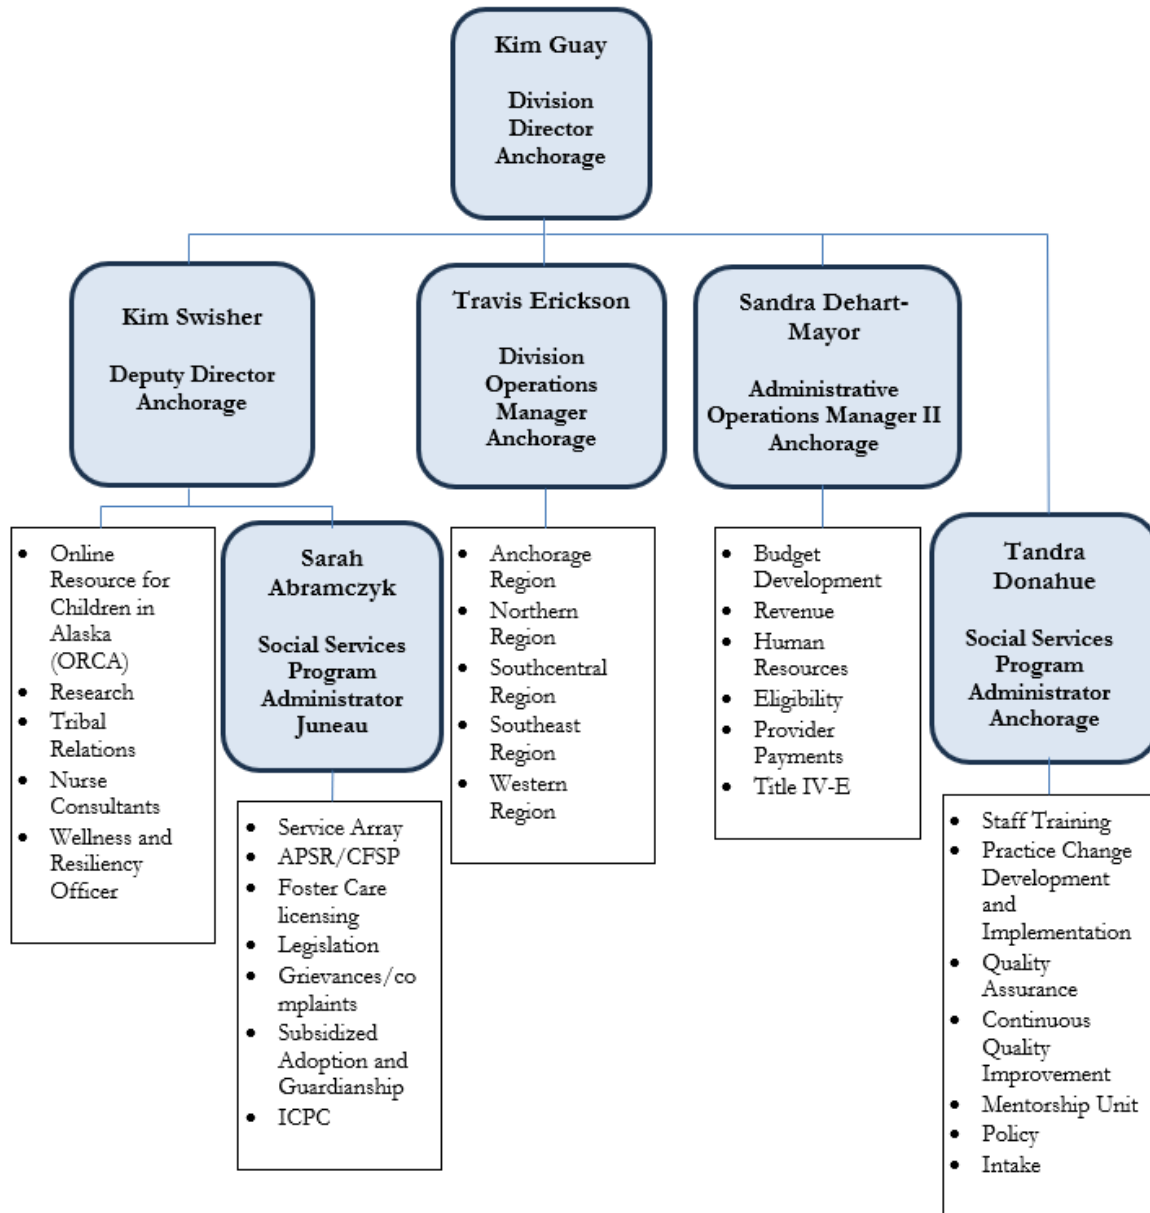 Kim Guay
Division
Director
Anchorage
Kim Swisher
Deputy Director
Anchorage
Travis Erickson
Division
Operations
Manager
Anchorage
Sandra Dehart-
Mayor
Administrative
Operations Manager II
Anchorage
• Online
Resource for
Children in
Alaska
(ORCA)
• Research
• Tribal
Relations
• Nurse
Consultants
• Wellness and
Resiliency
Officer
Sarah
Abramczyk
Social Services
Program
Administrator
Juneau
• Service Array
• APSR/CFSP
• Foster Care
licensing
• Legislation
• Grievances/co
mplaints
• Subsidized
Adoption and
Guardianship
• ICPC
• Anchorage
Region
• Northern
Region
• Southcentral
Region
• Southeast
Region
• Western
Region
• Budget
Development
• Revenue
• Human
Resources
• Eligibility
• Provider
Payments
• Title IV-E
Tandra
Donahue
Social Services
Program
Administrator
Anchorage
• Staff Training
• Practice Change
Development
and
Implementation
• Quality
Assurance
• Continuous
Quality
Improvement
• Mentorship Unit
• Policy
• Intake